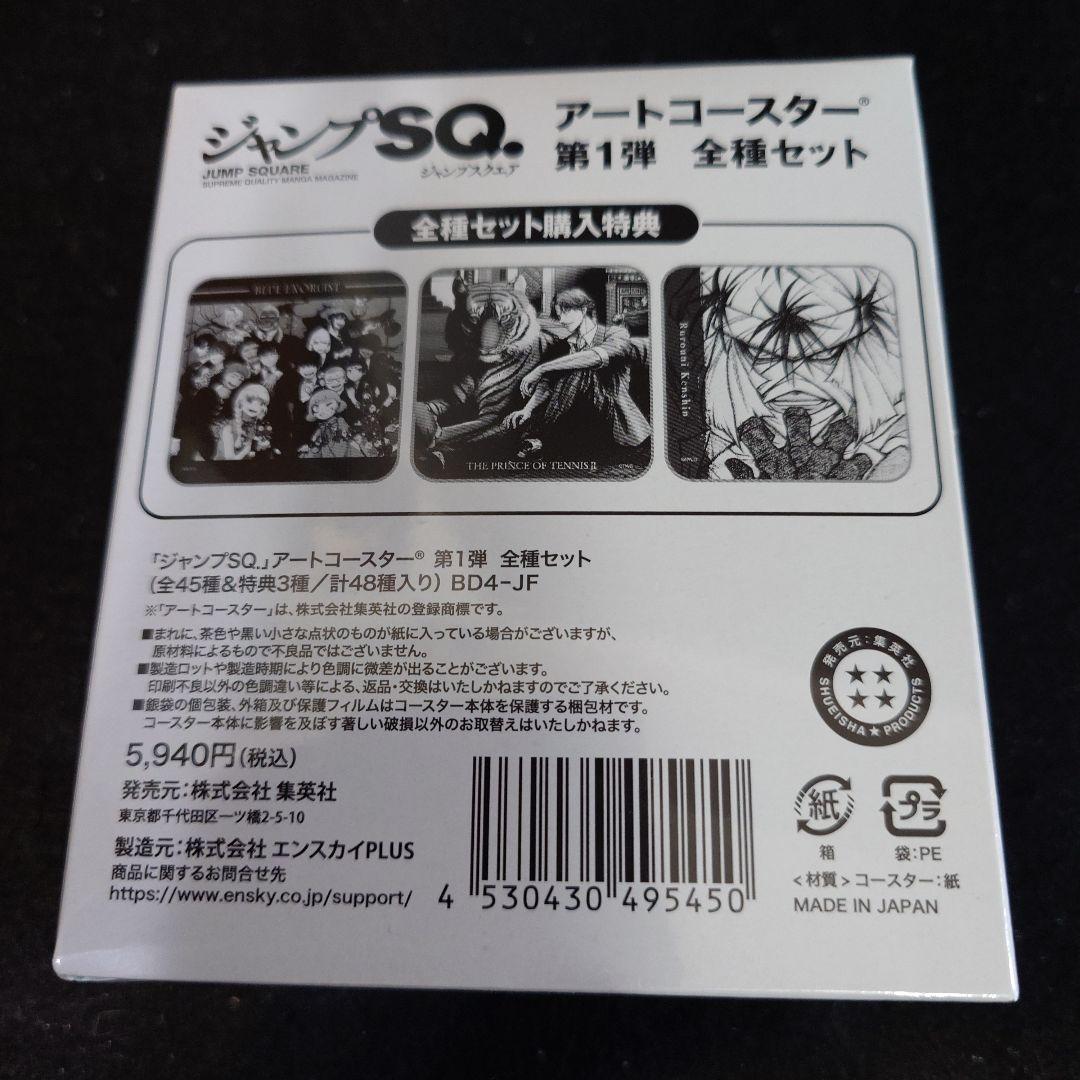 ジャンプSQ.
JUMP SQUARE
SUPREME QUALITY MANGA MAGAZINE
ジャンプスクエア
アートコースター®
第1弾 全種セット
全種セット購入特典
BLUE EXORCIST
THE PRINCE OF TENNIS II
Rurouni Kenshin
「ジャンプSQ.」アートコースター® 第1弾 全種セット
(全45種&特典3種/計48種入り) BD4-JF
※「アートコースター」は、株式会社集英社の登録商標です。
■まれに、茶色や黒い小さな点状のものが紙に入っている場合がございますが、
原材料によるもので不良品ではございません。
■製造ロットや製造時期により色調に微差が出ることがございます。
印刷不良以外の色調違い等による、返品・交換はいたしかねますのでご了承ください。
■銀袋の個包装、外箱及び保護フィルムはコースター本体を保護する梱包材です。
コースター本体に影響を及ぼす著しい破損以外のお取替えはいたしかねます。
5,940円(税込)
発売元:株式会社 集英社
東京都千代田区一ツ橋2-5-10
製造元:株式会社 エンスカイPLUS
商品に関するお問合せ先
https://www.ensky.co.jp/support/
4 530430 495450
発売元:集英社
SHUEISHA★PRODUCTS
紙
箱
プラ
袋:PE
<材質>コースター:紙
MADE IN JAPAN